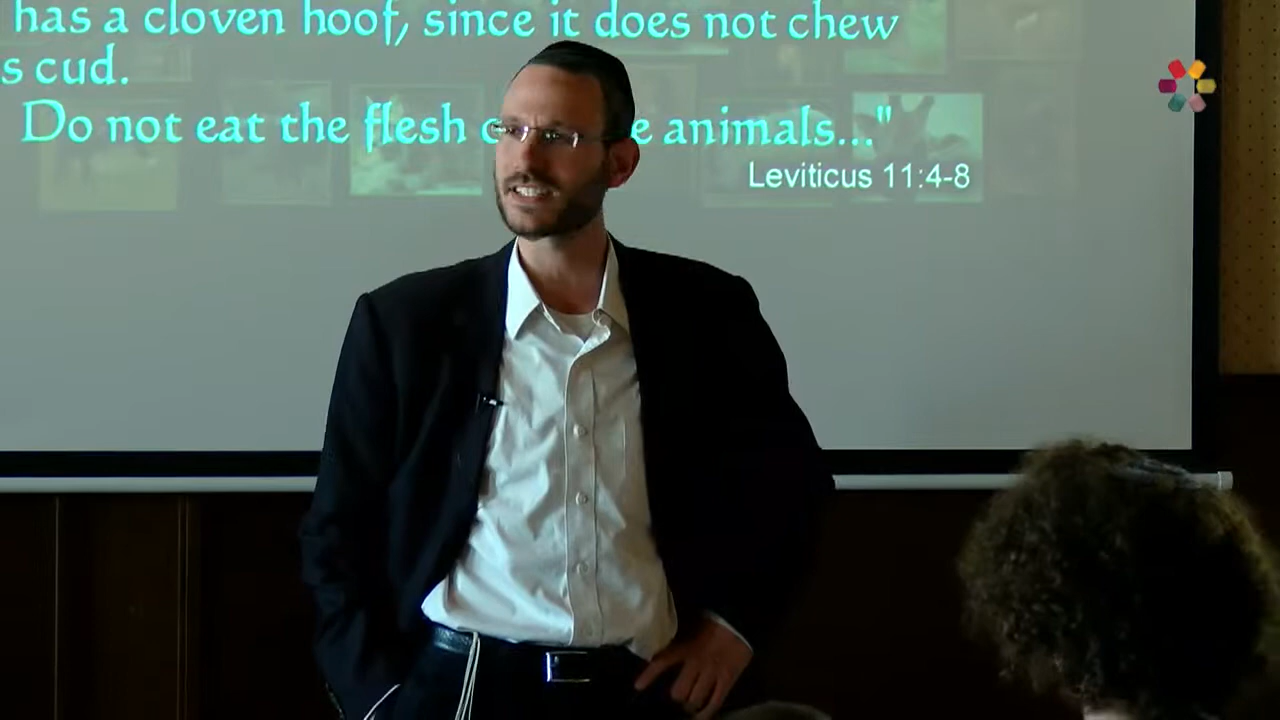 has a cloven hoof, since it does not chew
s cud.
Do not eat the flesh e animals..."
Leviticus 11:4-8